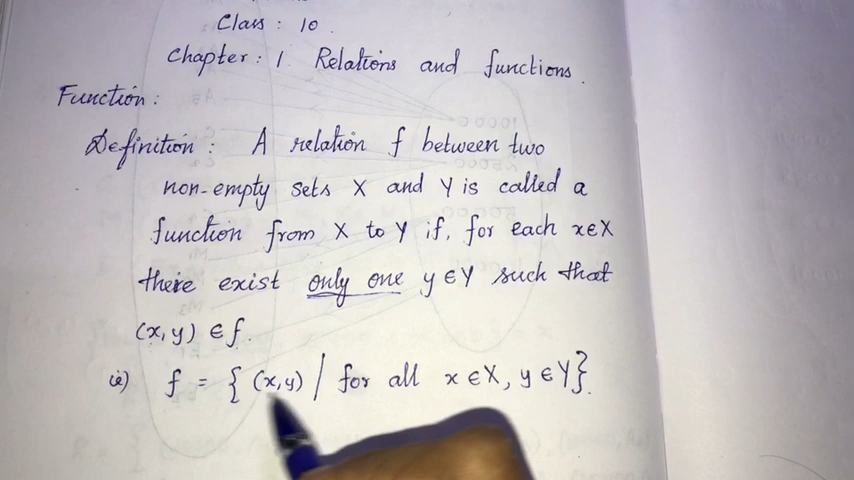 Class : 10.
Chapter : 1. Relations and functions.
Function :
Definition : A relation f between two
non-empty sets X and Y is called a
function from X to Y if, for each x∈X
there exist only one y∈Y such that
(x,y) ∈ f.
(ie) f = { (x,y) / for all x∈X, y∈Y}.